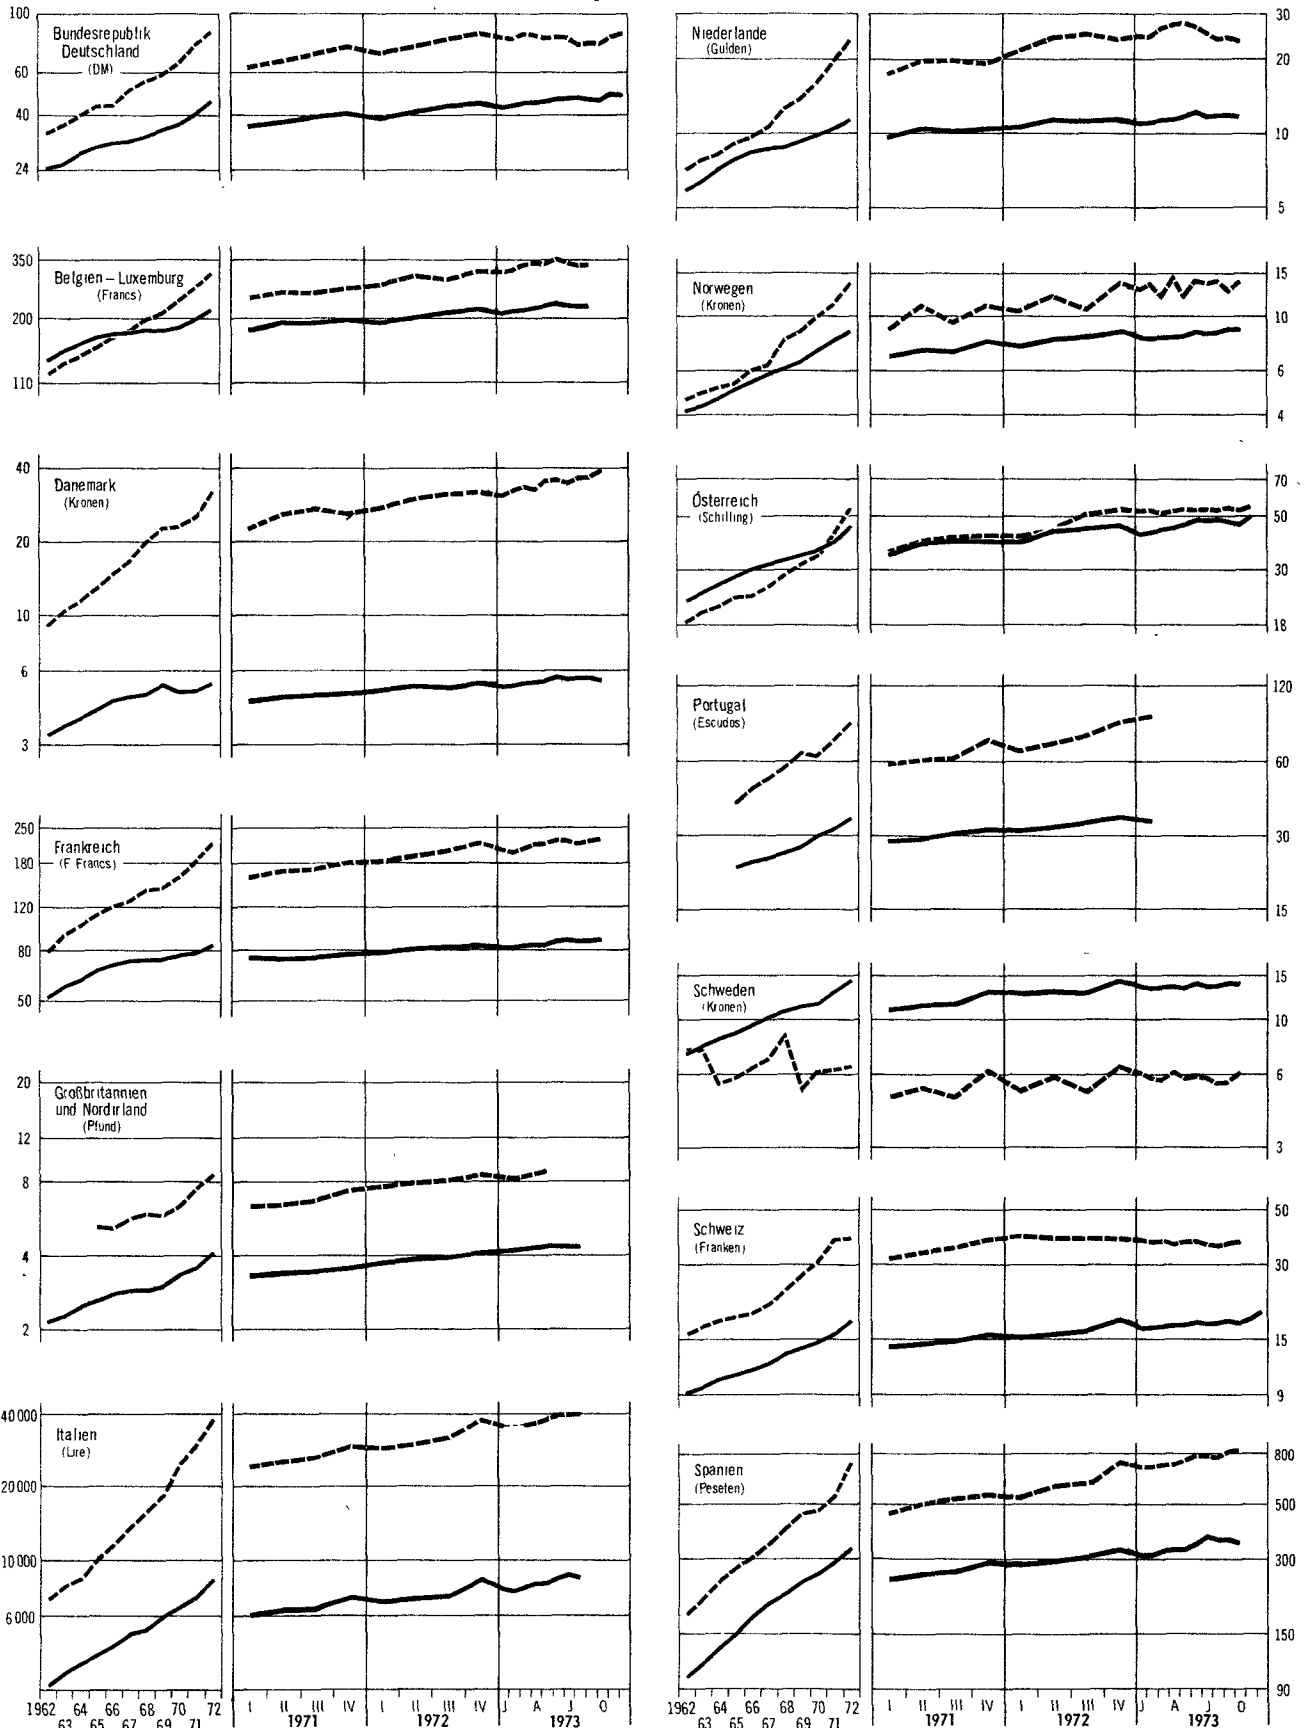 100
Bundesrepublik
Deutschland
(DM)
60
40
24
350
Belgien – Luxemburg
(Francs)
200
110
40
Danemark
(Kronen)
20
10
6
3
250
Frankreich
(F Francs)
180
120
80
50
20
Großbritannien
und Nordirland
(Pfund)
12
8
4
2
40000
Italien
(Lire)
20000
10000
6000
1962 64 66 68 70 72
63 65 67 69 71
I II III IV I II III IV J A J O
1971 1972 1973
30
Niederlande
(Gulden)
20
10
5
15
Norwegen
(Kronen)
10
6
4
70
Österreich
(Schilling)
50
30
18
120
Portugal
(Escudos)
60
30
15
15
Schweden
(Kronen)
10
6
3
50
Schweiz
(Franken)
30
15
9
800
Spanien
(Peseten)
500
300
150
90
1962 64 66 68 70 72
63 65 67 69 71
I II III IV I II III IV J A J O
1971 1972 1973